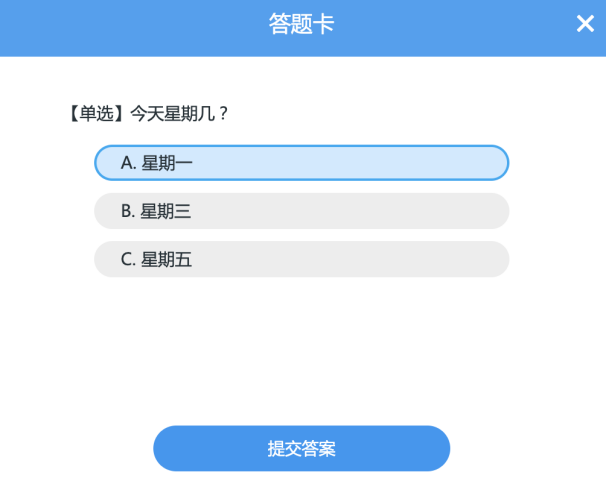 答题卡
【单选】今天星期几？
A. 星期一
B. 星期三
C. 星期五
提交答案